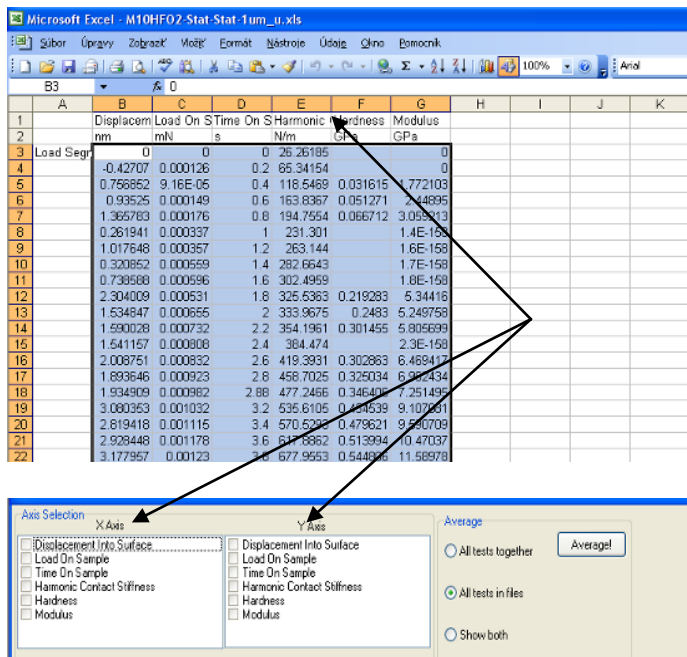 Microsoft Excel - M10HFO2-Stat-Stat-1um_u.xls
Súbor Úpravy Zobraziť Vložiť Formát Nástroje Údaje Okno Pomocník
100% Arial
B3 fx 0
A B C D E F G H I J K
1 Displacem Load On S Time On S Harmonic Hardness Modulus
2 nm mN s N/m GPa GPa
3 Load Segr 0 0 0 26.26185 0
4 -0.42707 0.000126 0.2 65.34154 0
5 0.756852 9.16E-05 0.4 118.5469 0.031615 1.772103
6 0.93525 0.000149 0.6 163.8367 0.051271 2.44895
7 1.365783 0.000176 0.8 194.7554 0.066712 3.059213
8 0.261941 0.000337 1 231.301 1.4E-158
9 1.017648 0.000357 1.2 263.144 1.6E-158
10 0.320852 0.000559 1.4 282.6643 1.7E-158
11 0.738588 0.000596 1.6 302.4959 1.8E-158
12 2.304009 0.000531 1.8 325.5363 0.219283 5.34416
13 1.534847 0.000655 2 333.9675 0.2483 5.249758
14 1.590028 0.000732 2.2 354.1961 0.301455 5.805699
15 1.541157 0.000808 2.4 384.474 2.3E-158
16 2.008751 0.000832 2.6 419.3931 0.302863 6.469417
17 1.893646 0.000923 2.8 458.7025 0.325034
18 1.934909 0.000982 2.88 477.2466 0.346406 7.251495
19 3.080353 0.001032 3.2 535.6105
20 2.819418 0.001115 3.4 0.479621
21 2.928448 0.001178 3.6 0.513994 10.47037
22 3.177957 0.00123 677.9553 11.58978
Axis Selection
X Axis Y Axis Average
Displacement Into Surface Displacement Into Surface All tests together Average!
Load On Sample Load On Sample
Time On Sample Time On Sample
Harmonic Contact Stiffness Harmonic Contact Stiffness All tests in files
Hardness Hardness
Modulus Modulus
Show both